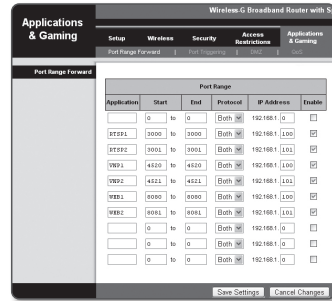 Wireless-G Broadband Router with S
Applications & Gaming
Setup Wireless Security Access Restrictions Applications & Gaming
Port Range Forward | Port Triggering | DMZ | QoS
Port Range Forward
Port Range
Application Start End Protocol IP Address Enable
0 to 0 Both 192.168.1. 0
RTSP1 3000 to 3000 Both 192.168.1. 100
RTSP2 3001 to 3001 Both 192.168.1. 101
VNP1 4520 to 4520 Both 192.168.1. 100
VNP2 4521 to 4521 Both 192.168.1. 101
WEB1 8080 to 8080 Both 192.168.1. 100
WEB2 8081 to 8081 Both 192.168.1. 101
0 to 0 Both 192.168.1. 0
0 to 0 Both 192.168.1. 0
0 to 0 Both 192.168.1. 0
Save Settings Cancel Changes